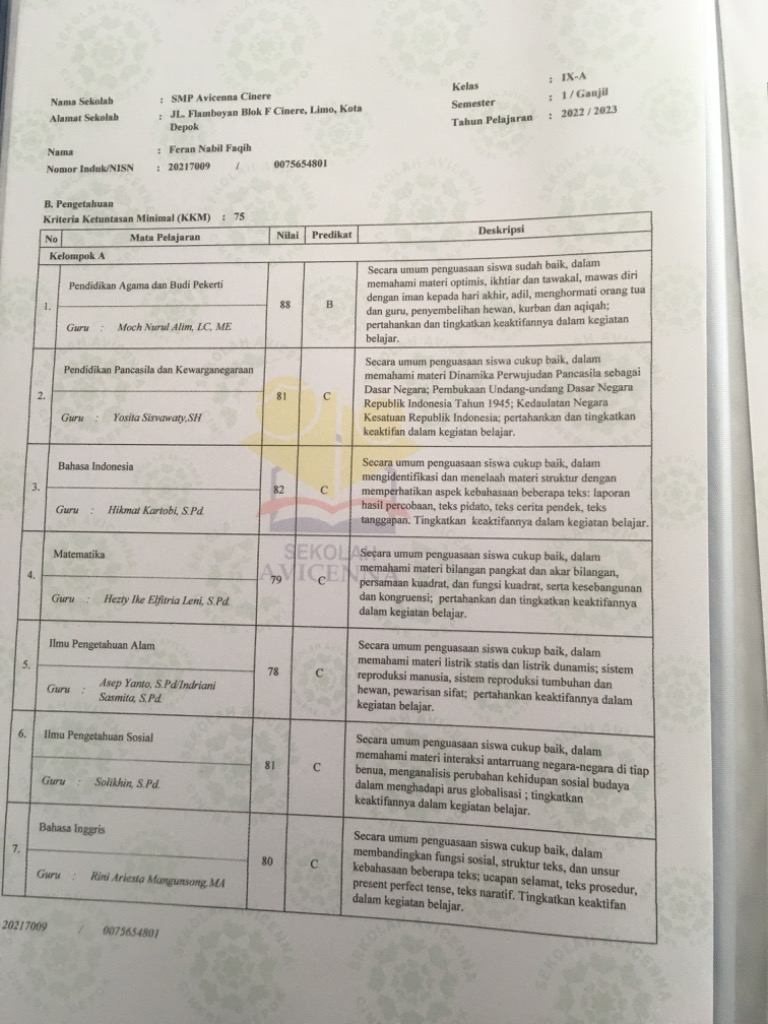 Nama Sekolah : SMP Avicenna Cinere
Alamat Sekolah : JL. Flamboyan Blok F Cinere, Limo, Kota
Depok
Kelas : IX-A
Semester : 1 / Ganjil
Tahun Pelajaran : 2022 / 2023
Nama : Feran Nabil Faqih
Nomor Induk/NISN : 20217009 / 0075654801
B. Pengetahuan
Kriteria Ketuntasan Minimal (KKM) : 75
No Mata Pelajaran Nilai Predikat Deskripsi
Kelompok A
1. Pendidikan Agama dan Budi Pekerti
Guru : Moch Nurul Alim, LC, ME
88 B
Secara umum penguasaan siswa sudah baik, dalam
memahami materi optimis, ikhtiar dan tawakal, mawas diri
dengan iman kepada hari akhir, adil, menghormati orang tua
dan guru, penyembelihan hewan, kurban dan aqiqah;
pertahankan dan tingkatkan keaktifannya dalam kegiatan
belajar.
2. Pendidikan Pancasila dan Kewarganegaraan
Guru : Yosita Sisvawaty,SH
81 C
Secara umum penguasaan siswa cukup baik, dalam
memahami materi Dinamika Perwujudan Pancasila sebagai
Dasar Negara; Pembukaan Undang-undang Dasar Negara
Republik Indonesia Tahun 1945; Kedaulatan Negara
Kesatuan Republik Indonesia; pertahankan dan tingkatkan
keaktifan dalam kegiatan belajar.
3. Bahasa Indonesia
Guru : Hikmat Kartobi, S.Pd.
82 C
Secara umum penguasaan siswa cukup baik, dalam
mengidentifikasi dan menelaah materi struktur dengan
memperhatikan aspek kebahasaan beberapa teks: laporan
hasil percobaan, teks pidato, teks cerita pendek, teks
tanggapan. Tingkatkan keaktifannya dalam kegiatan belajar.
SEKOLAH
AVICENNA
4. Matematika
Guru : Hezty Ike Elfitria Leni, S.Pd.
79 C
Secara umum penguasaan siswa cukup baik, dalam
memahami materi bilangan pangkat dan akar bilangan,
persamaan kuadrat, dan fungsi kuadrat, serta kesebangunan
dan kongruensi; pertahankan dan tingkatkan keaktifannya
dalam kegiatan belajar.
5. Ilmu Pengetahuan Alam
Guru : Asep Yanto, S.Pd/Indriani
Sasmita, S.Pd.
78 C
Secara umum penguasaan siswa cukup baik, dalam
memahami materi listrik statis dan listrik dunamis; sistem
reproduksi manusia, sistem reproduksi tumbuhan dan
hewan, pewarisan sifat; pertahankan keaktifannya dalam
kegiatan belajar.
6. Ilmu Pengetahuan Sosial
Guru : Solikhin, S.Pd.
81 C
Secara umum penguasaan siswa cukup baik, dalam
memahami materi interaksi antarruang negara-negara di tiap
benua, menganalisis perubahan kehidupan sosial budaya
dalam menghadapi arus globalisasi ; tingkatkan
keaktifannya dalam kegiatan belajar.
7. Bahasa Inggris
Guru : Rini Ariesta Mangunsong, MA
80 C
Secara umum penguasaan siswa cukup baik, dalam
membandingkan fungsi sosial, struktur teks, dan unsur
kebahasaan beberapa teks; ucapan selamat, teks prosedur,
present perfect tense, teks naratif. Tingkatkan keaktifan
dalam kegiatan belajar.
20217009 / 0075654801